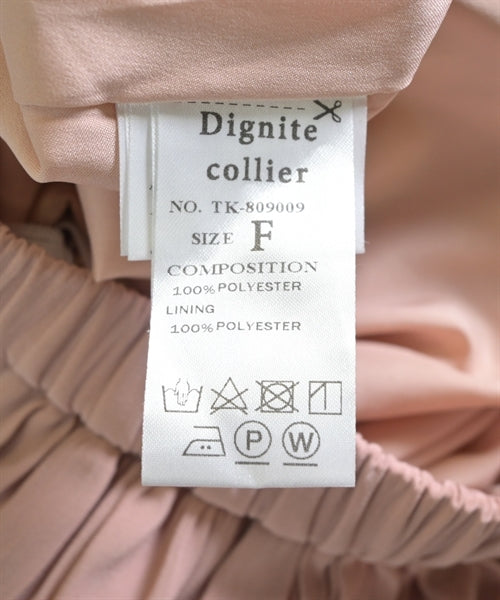 Dignite
collier
NO. TK-809009
SIZE F
COMPOSITION
100% POLYESTER
LINING
100% POLYESTER
P W